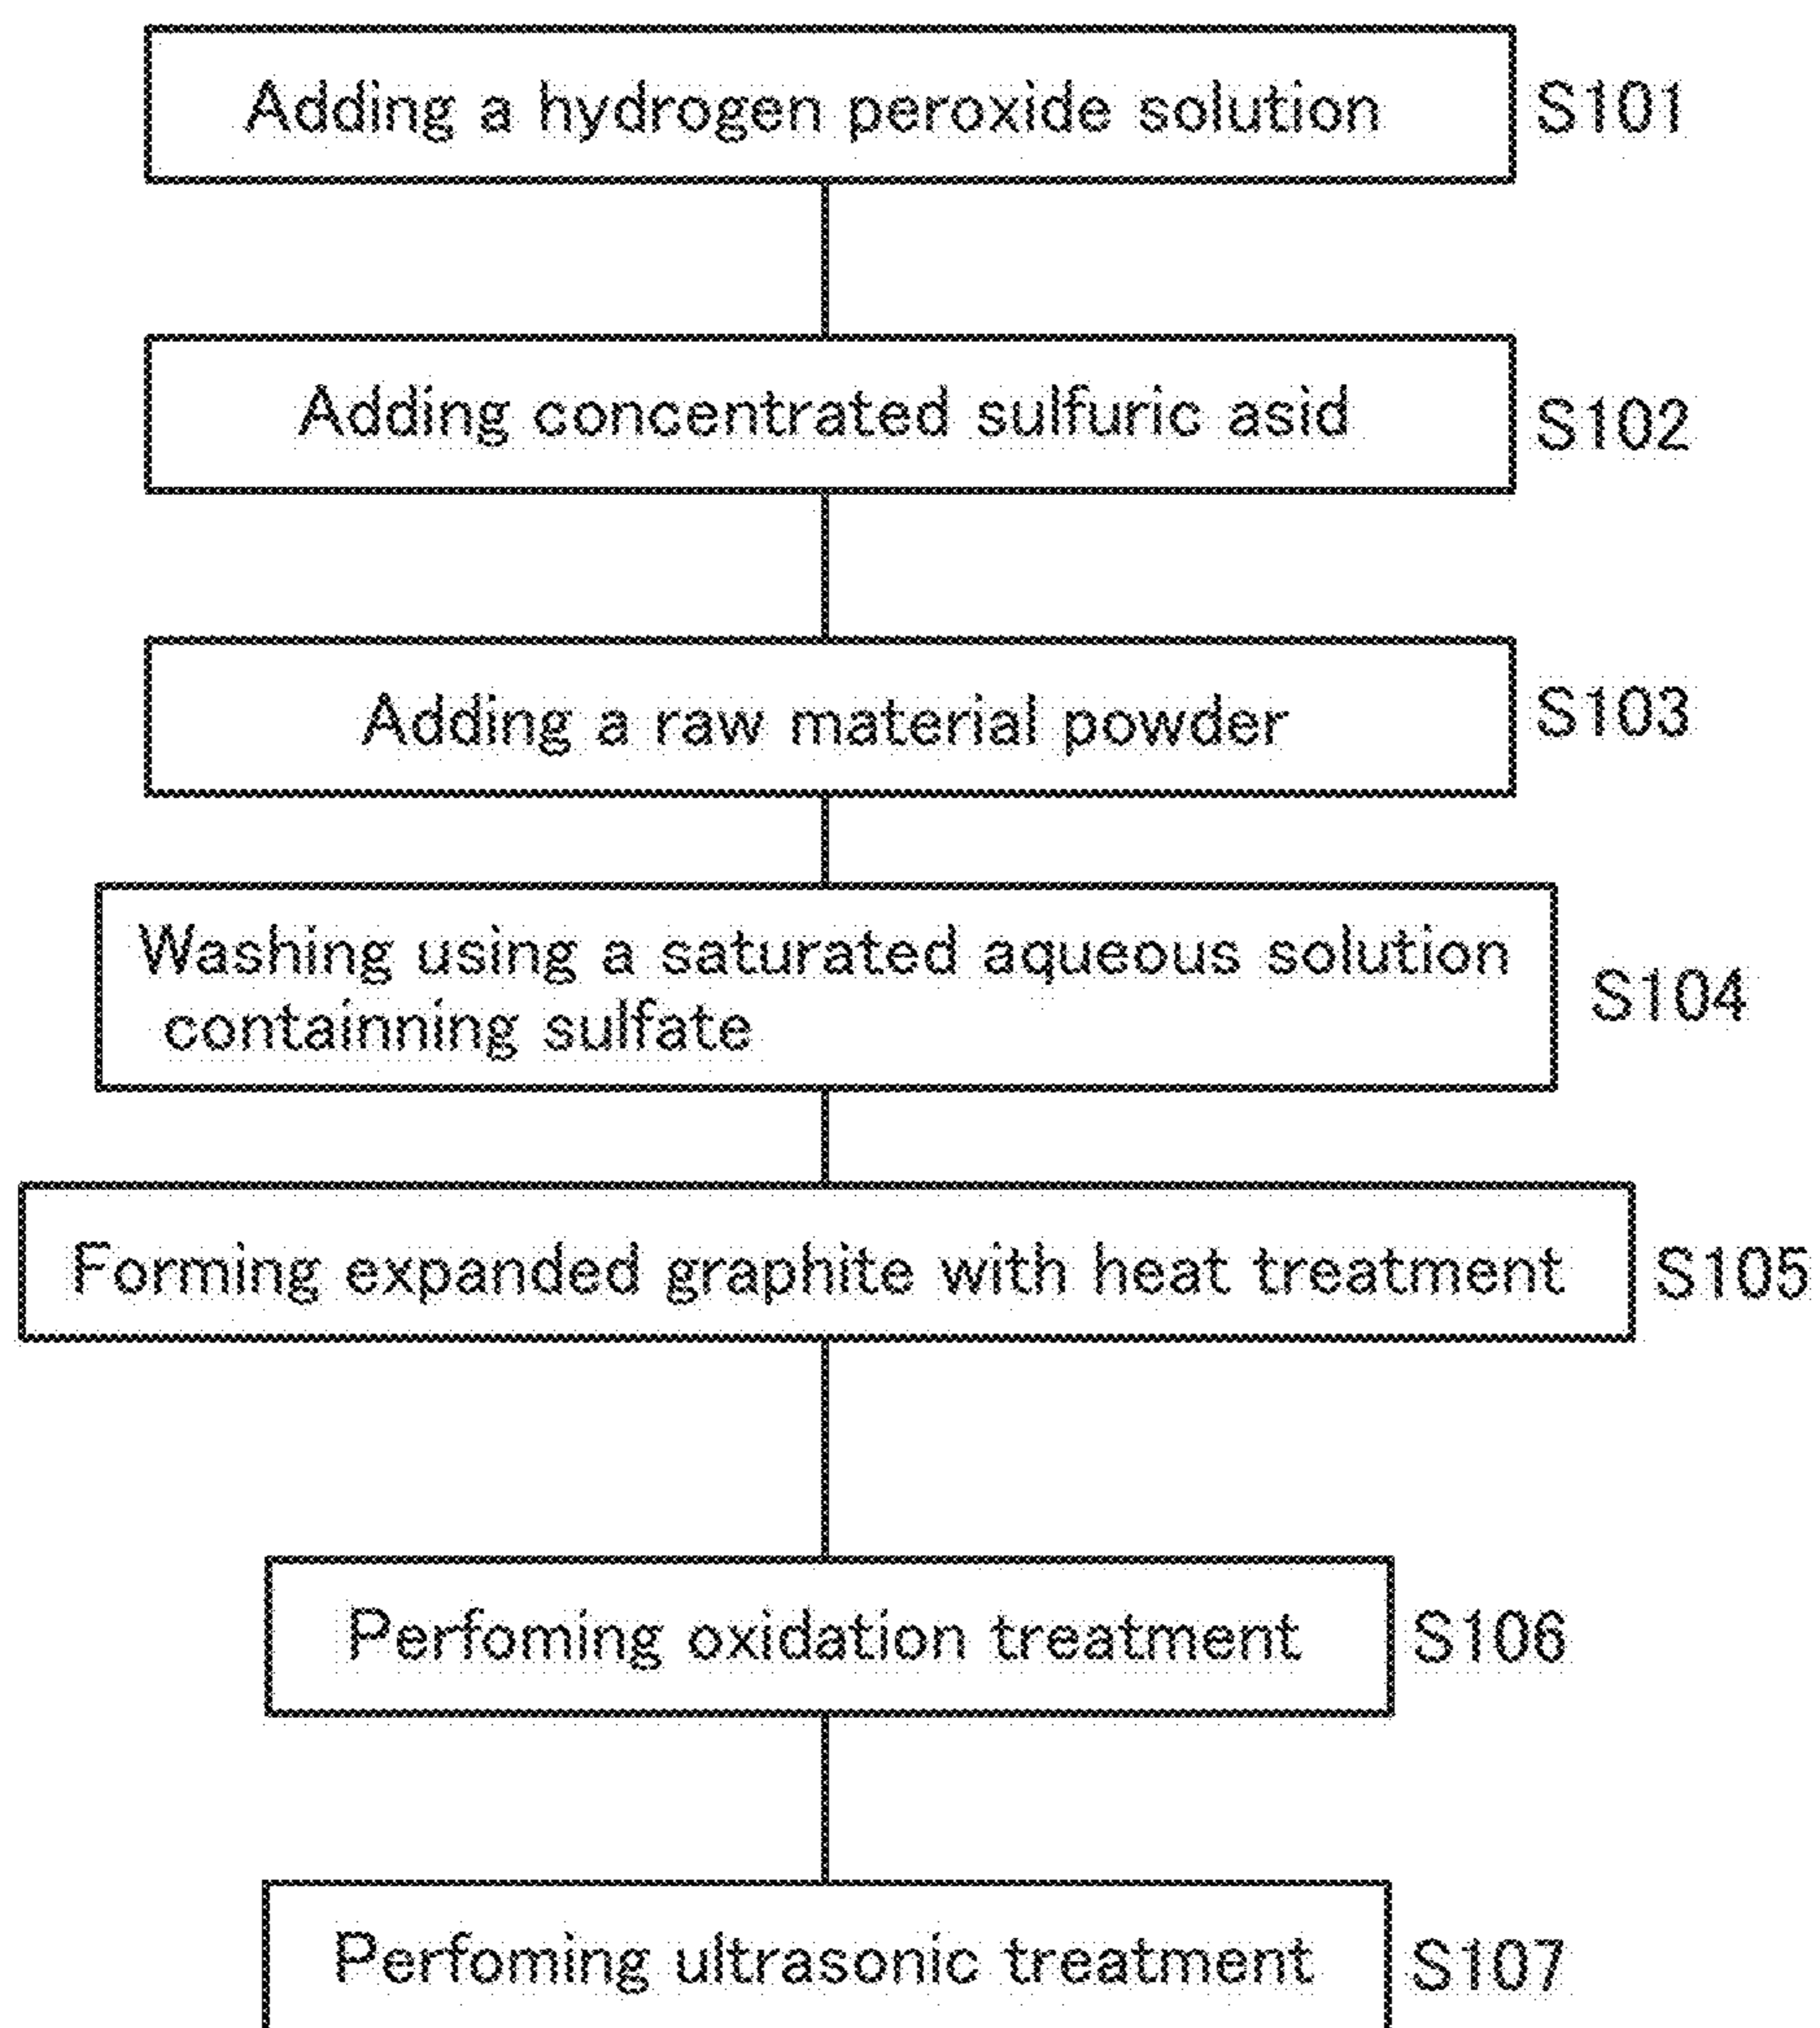 Adding a hydrogen peroxide solution S101
Adding concentrated sulfuric asid S102
Adding a raw material powder S103
Washing using a saturated aqueous solution
containning sulfate S104
Forming expanded graphite with heat treatment S105
Perfoming oxidation treatment S106
Perfoming ultrasonic treatment S107